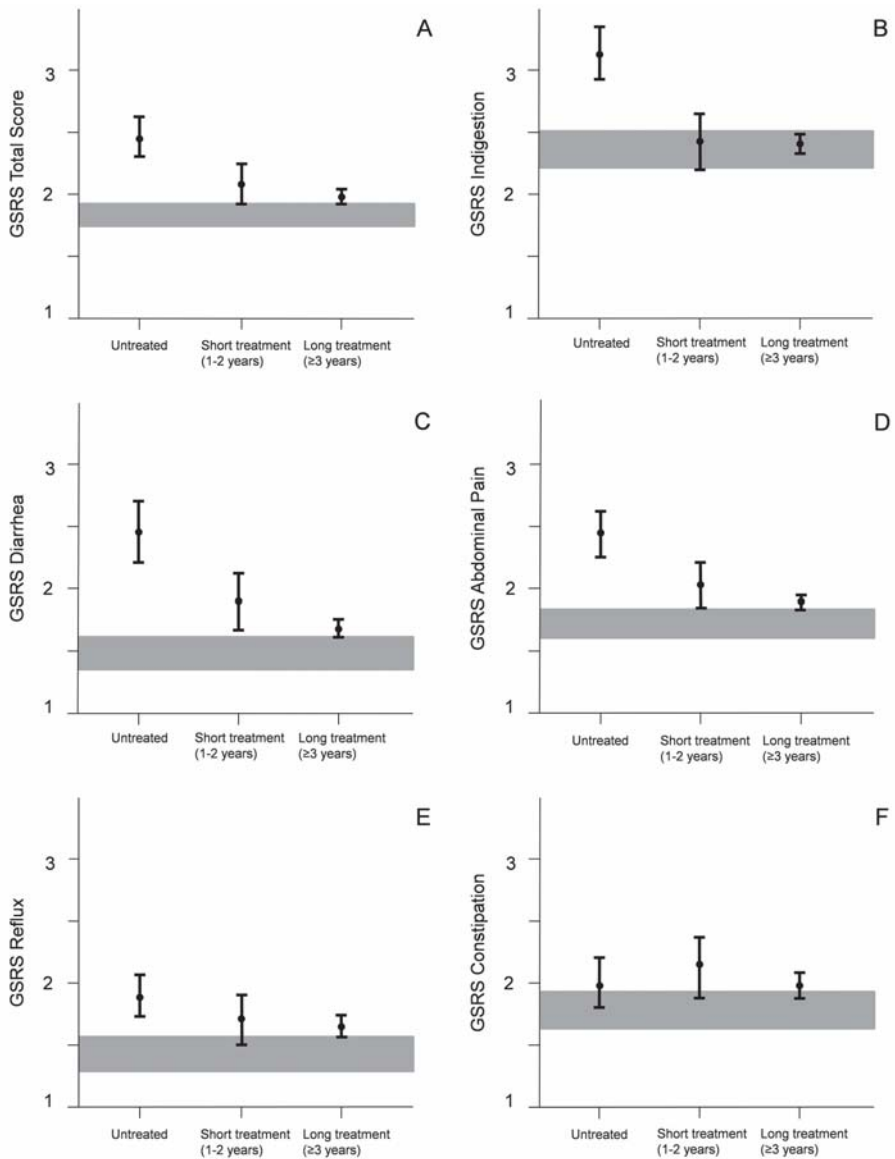 A
GSRS Total Score
3
2
1
Untreated
Short treatment
(1-2 years)
Long treatment
(≥3 years)
B
GSRS Indigestion
3
2
1
Untreated
Short treatment
(1-2 years)
Long treatment
(≥3 years)
C
GSRS Diarrhea
3
2
1
Untreated
Short treatment
(1-2 years)
Long treatment
(≥3 years)
D
GSRS Abdominal Pain
3
2
1
Untreated
Short treatment
(1-2 years)
Long treatment
(≥3 years)
E
GSRS Reflux
3
2
1
Untreated
Short treatment
(1-2 years)
Long treatment
(≥3 years)
F
GSRS Constipation
3
2
1
Untreated
Short treatment
(1-2 years)
Long treatment
(≥3 years)